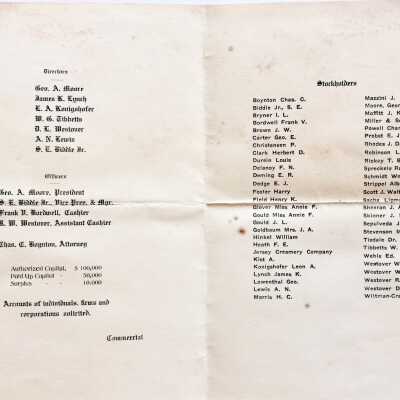 Directors
Geo. A. Moore
James K. Lynch
L. A. Konigshofer
W. G. Tibbetts
D. L. Westover
A. N. Lewis
S. E. Biddle Jr.
Officers
Geo. A. Moore, President
S. E. Biddle Jr., Vice Pres. & Mgr.
Frank V. Bordwell, Cashier
R. W. Westover, Assistant Cashier
Chas. C. Boynton, Attorney
Authorized Capital, $ 100,000
Paid Up Capital - 50,000
Surplus - 10,000
Accounts of individuals, firms and
corporations solicited.
Commercial
Stockholders
Boynton Chas. C.
Biddle Jr., S. E.
Bryner I. L.
Bordwell Frank V.
Brown J. W.
Carter Geo. E.
Christensen P.
Clark Herbert D.
Durein Louis
Delaney F. N.
Deming E. R.
Dodge E. J.
Foster Harry
Field Henry K.
Glover Miss Annie F.
Gould Miss Annie F.
Gould J. L.
Goldbaum Mrs. J. A.
Hinkel William
Heath F. E.
Jersey Creamery Company
Kist A.
Konigshofer Leon A.
Lynch James K.
Lowenthal Geo.
Lewis A. N.
Morris H. C.
Mazzini J.
Moore, Geor
Moffitt J. K
Miller & S
Powell Char
Probst E. J
Rhodes J. D
Robinson L.
Rickey T. B
Spreckels R
Schmidt W
Strippel Alb
Scott J. Walt
Sachs Lipm
Sheeran J. A
Skinner J.
Sepulveda J
Stevenson M
Tisdale Dr.
Tibbetts W.
Wehle Ed.
Westover W
Westover W
Westover R
Westover D
Wittman-Cra